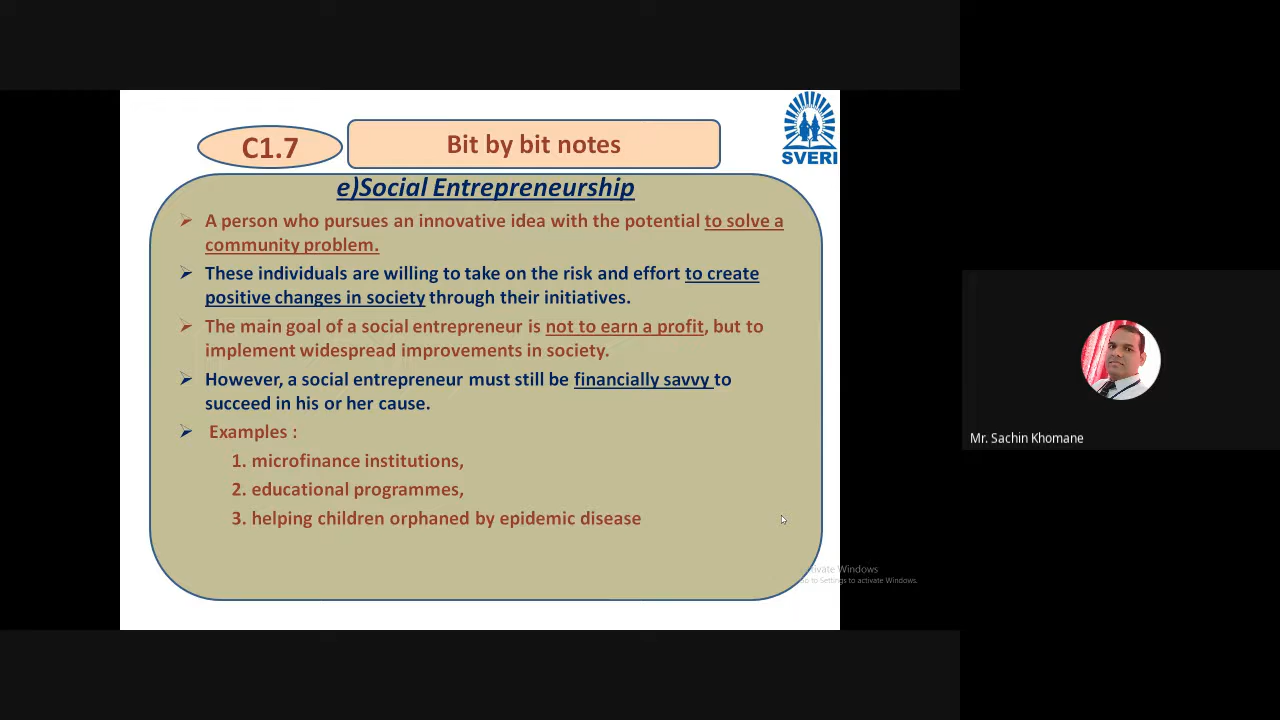 C1.7
Bit by bit notes
SVERI
e)Social Entrepreneurship
A person who pursues an innovative idea with the potential to solve a
community problem.
These individuals are willing to take on the risk and effort to create
positive changes in society through their initiatives.
The main goal of a social entrepreneur is not to earn a profit, but to
implement widespread improvements in society.
However, a social entrepreneur must still be financially savvy to
succeed in his or her cause.
Examples :
1. microfinance institutions,
2. educational programmes,
3. helping children orphaned by epidemic disease
Mr. Sachin Khomane
Windows
to Settings to activate Windows.